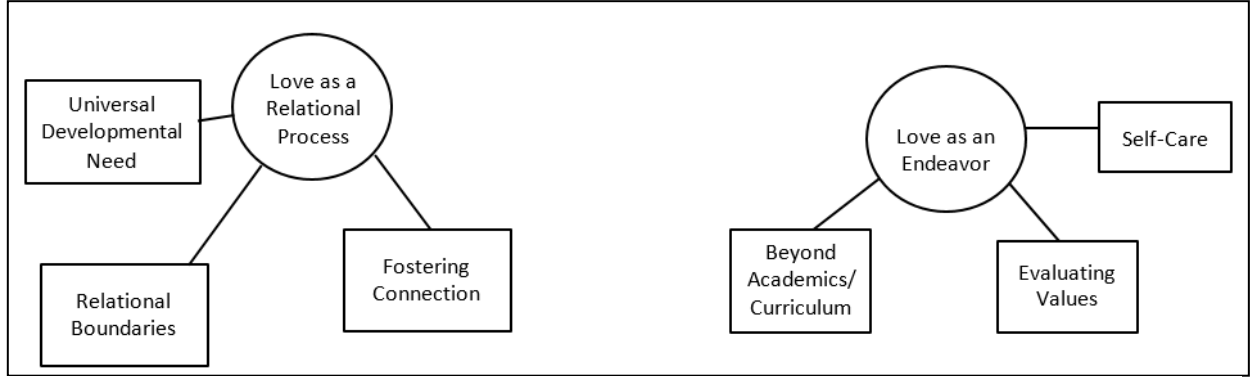 Love as a
Relational
Process
Universal
Developmental
Need
Relational
Boundaries
Fostering
Connection
Love as an
Endeavor
Self-Care
Beyond
Academics/
Curriculum
Evaluating
Values